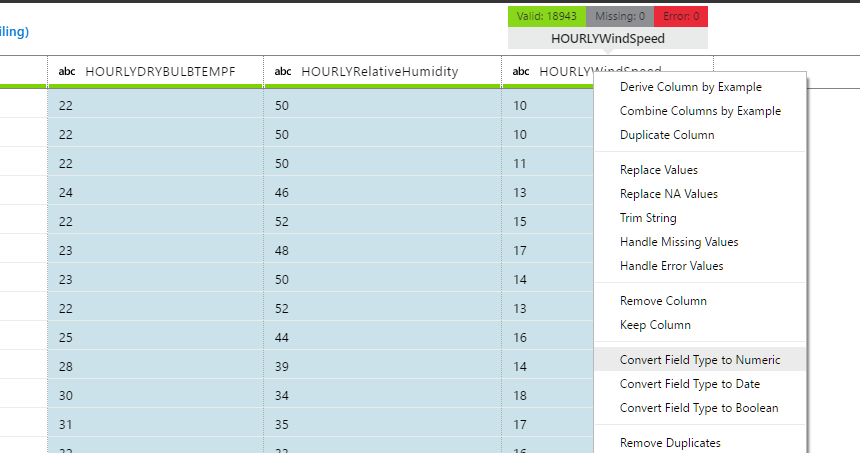 iling)
Valid: 18943 Missing: 0 Error: 0
HOURLYWindSpeed
abc HOURLYDRYBULBTEMPF abc HOURLYRelativeHumidity abc HOURLYWindSpeed
22 50 10
22 50 10
22 50 11
24 46 13
22 52 15
23 48 17
23 50 14
22 52 13
25 44 16
28 39 14
30 34 18
31 35 17
Derive Column by Example
Combine Columns by Example
Duplicate Column
Replace Values
Replace NA Values
Trim String
Handle Missing Values
Handle Error Values
Remove Column
Keep Column
Convert Field Type to Numeric
Convert Field Type to Date
Convert Field Type to Boolean
Remove Duplicates